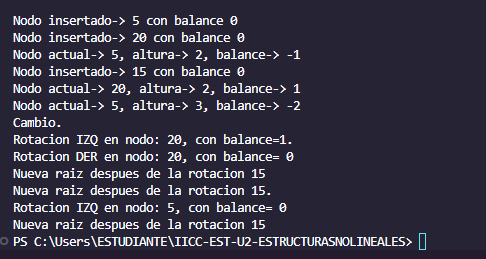 Nodo insertado-> 5 con balance 0
Nodo insertado-> 20 con balance 0
Nodo actual-> 5, altura-> 2, balance-> -1
Nodo insertado-> 15 con balance 0
Nodo actual-> 20, altura-> 2, balance-> 1
Nodo actual-> 5, altura-> 3, balance-> -2
Cambio.
Rotacion IZQ en nodo: 20, con balance=1.
Rotacion DER en nodo: 20, con balance= 0
Nueva raiz despues de la rotacion 15
Nueva raiz despues de la rotacion 15.
Rotacion IZQ en nodo: 5, con balance= 0
Nueva raiz despues de la rotacion 15
PS C:\Users\ESTUDIANTE\IICC-EST-U2-ESTRUCTURASNOLINEALES>